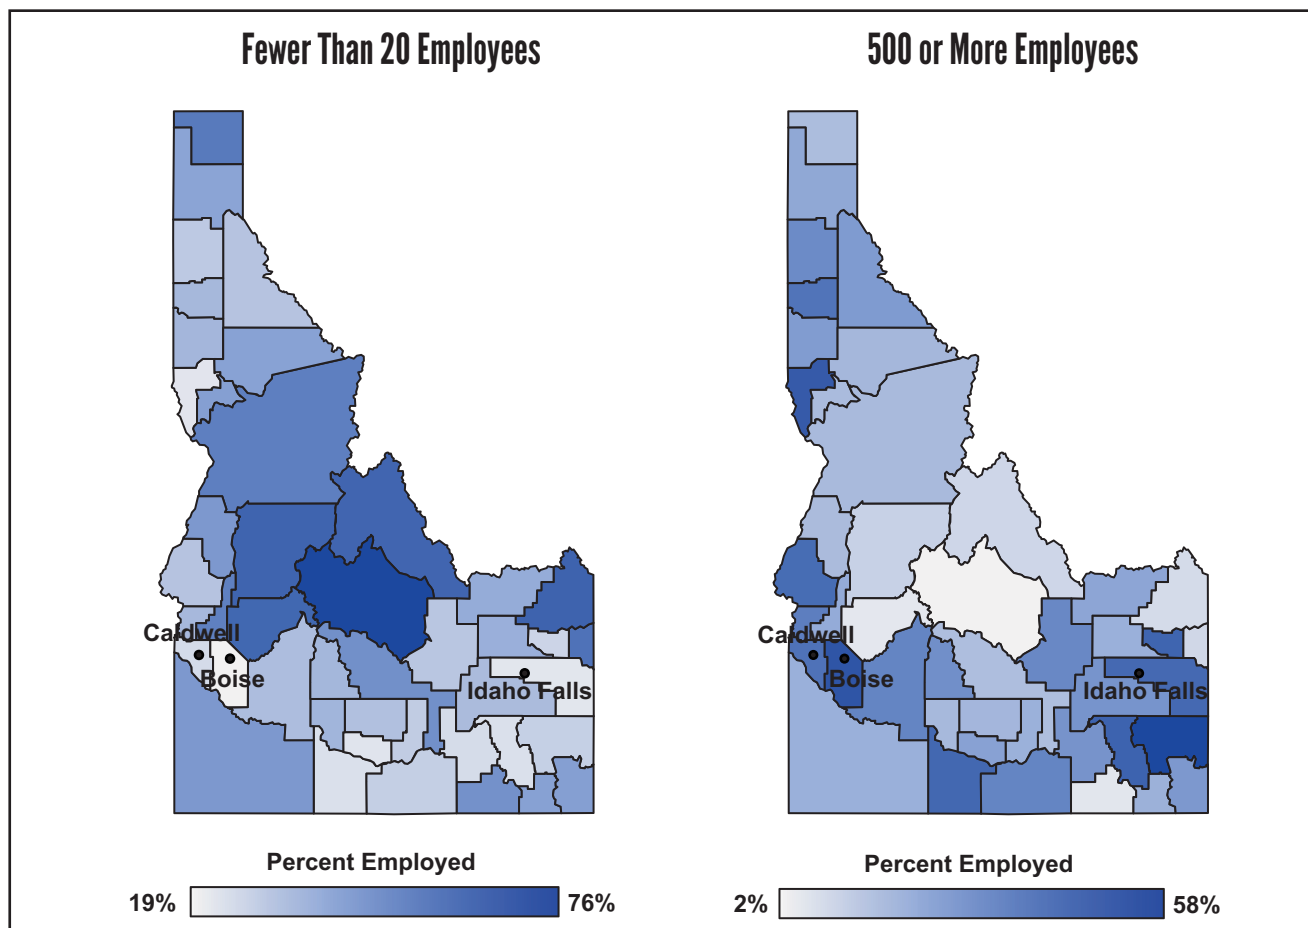 Fewer Than 20 Employees
500 or More Employees
Caldwell
Boise
Idaho Falls
Caldwell
Boise
Idaho Falls
Percent Employed
19%
76%
Percent Employed
2%
58%